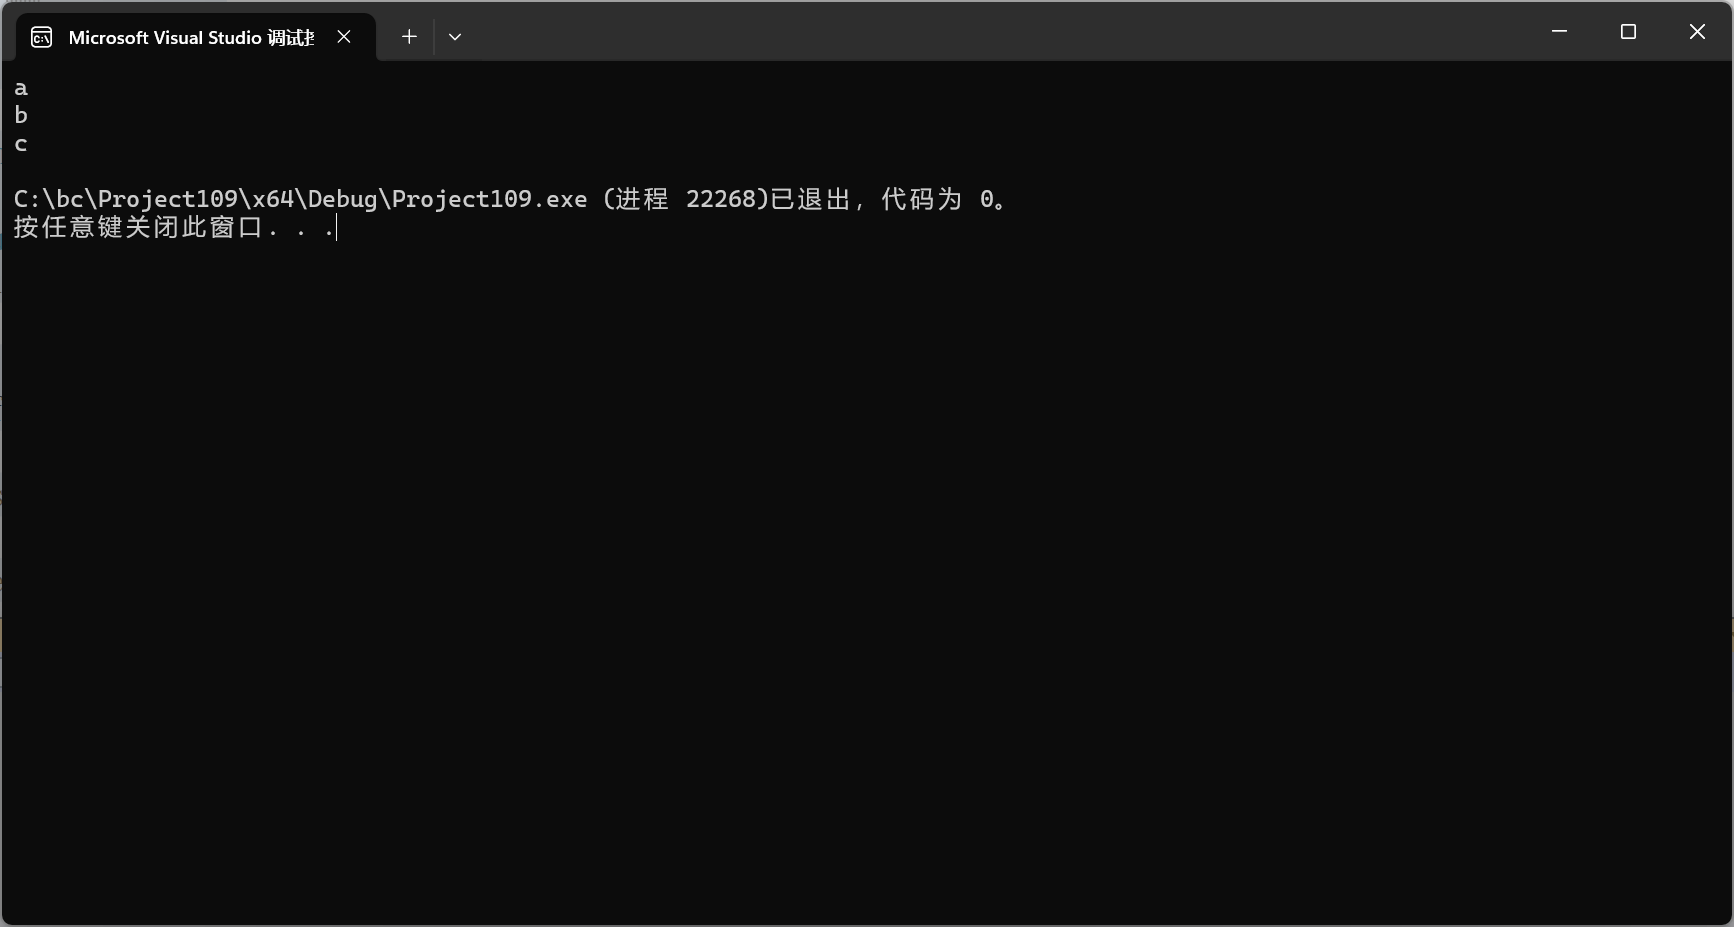 Microsoft Visual Studio 调试
a
b
c
C:\bc\Project109\x64\Debug\Project109.exe (进程 22268)已退出，代码为 0。
按任意键关闭此窗口. . .